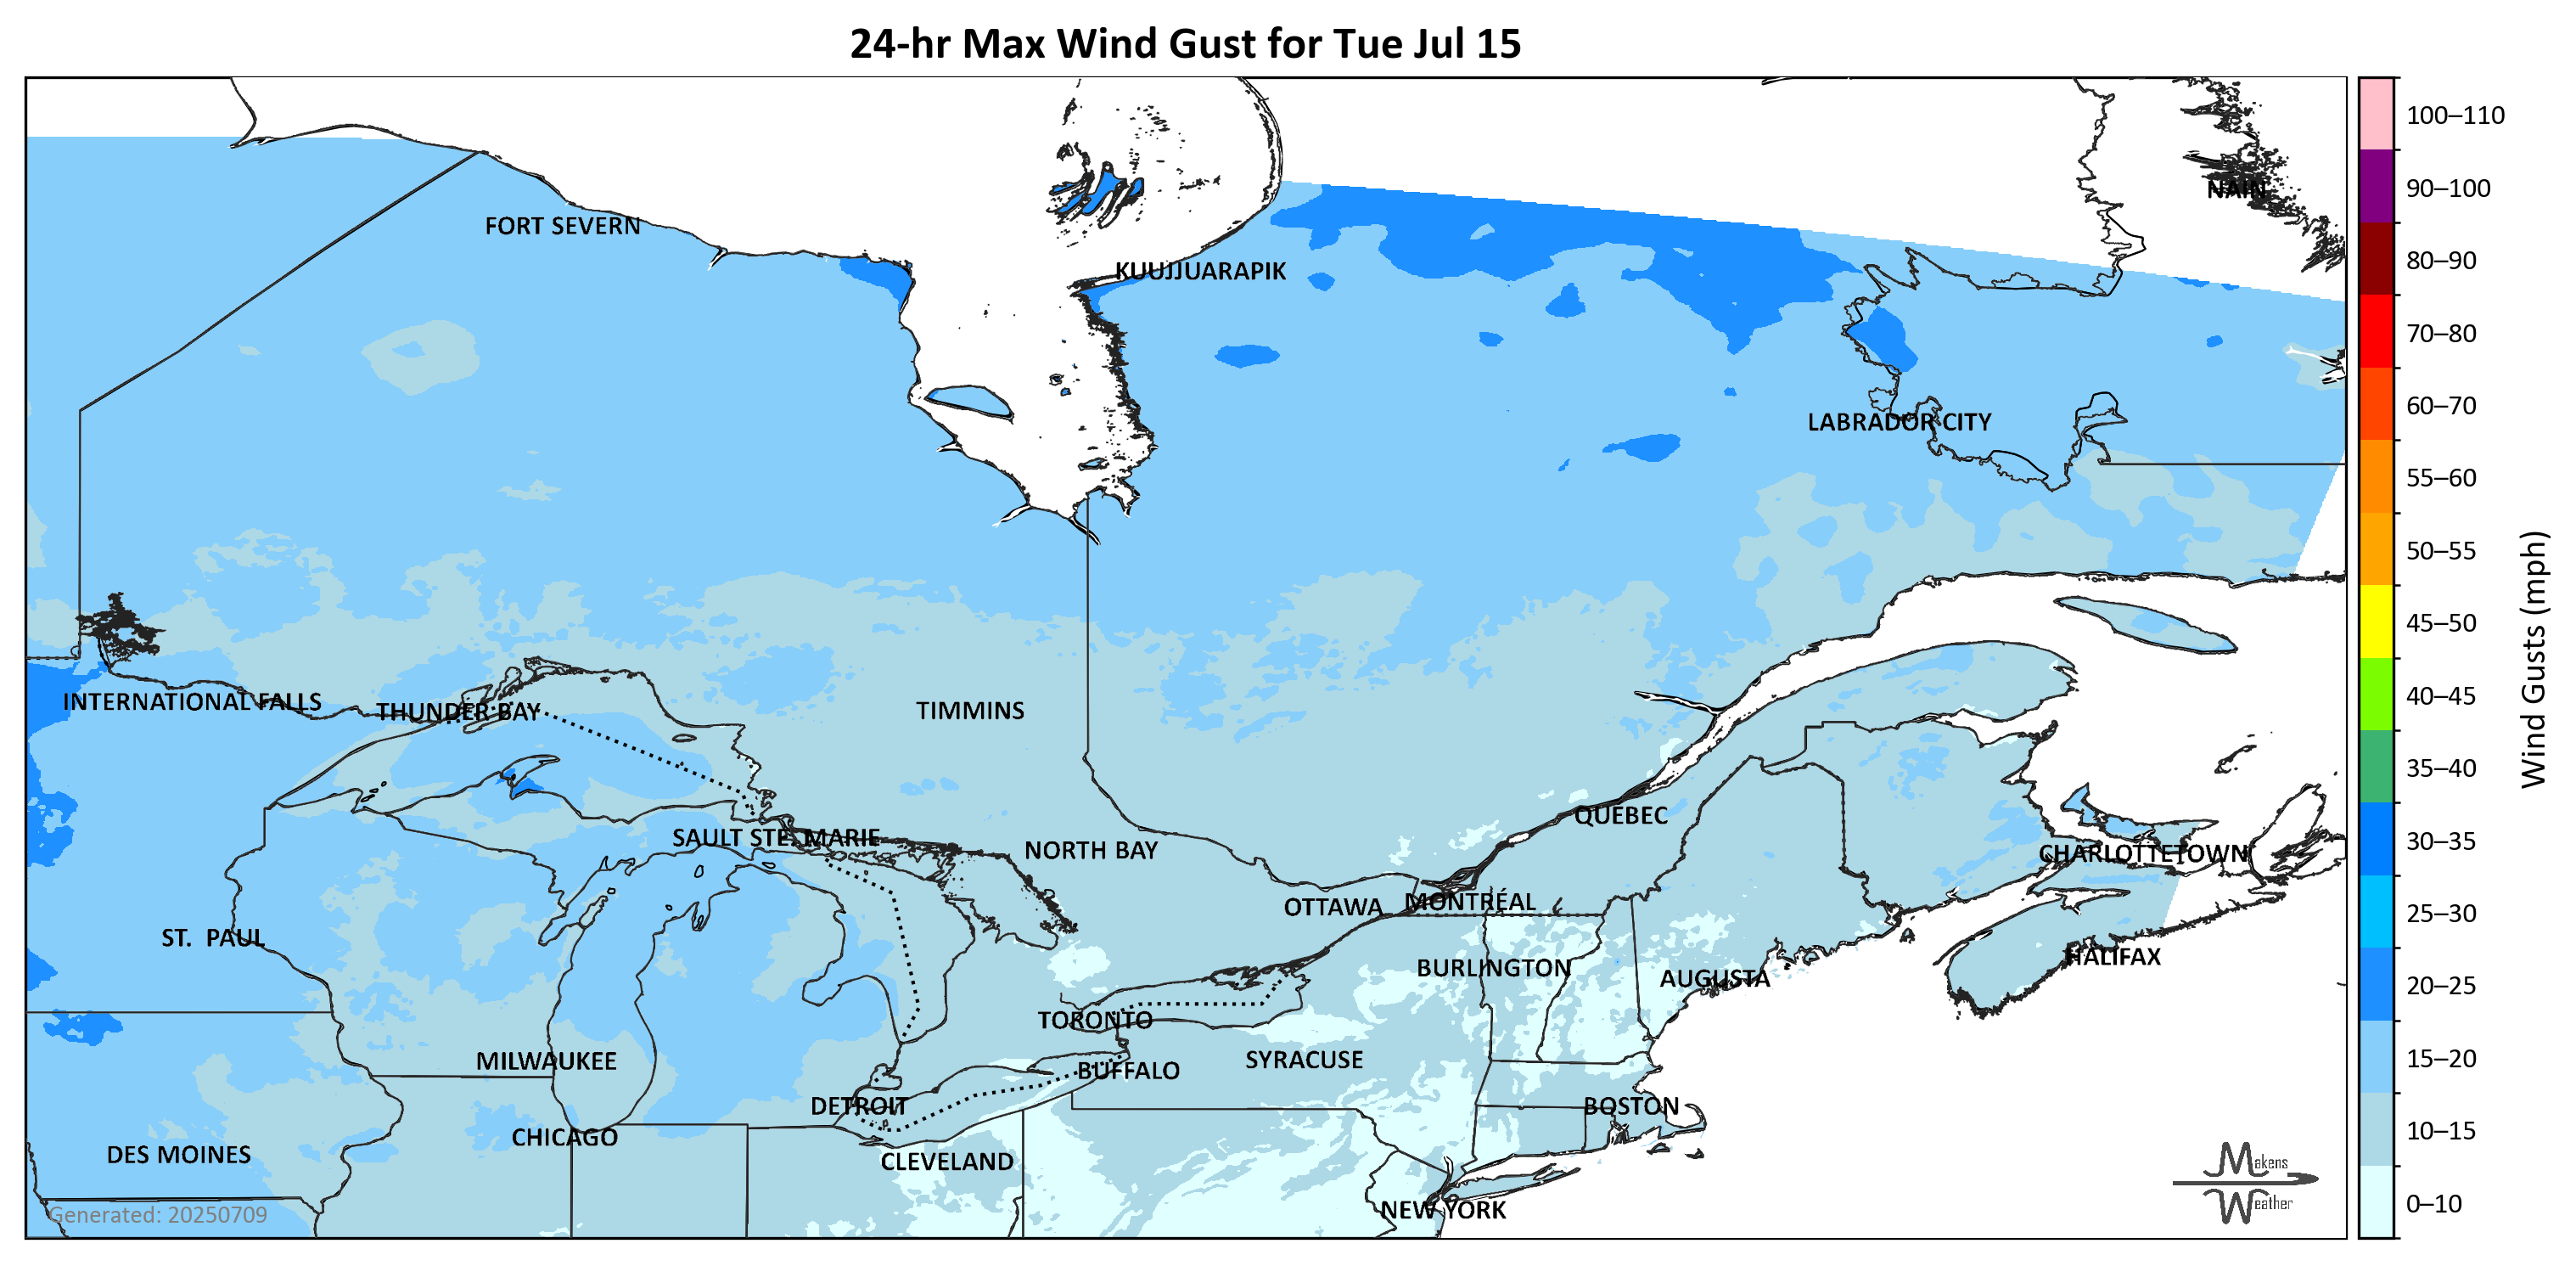 24-hr Max Wind Gust for Tue Jul 15
100–110
90–100
80–90
70–80
60–70
55–60
50–55
45–50
40–45
35–40
30–35
25–30
20–25
15–20
10–15
0–10
Wind Gusts (mph)
NAIN
FORT SEVERN
KUUJJUARAPIK
LABRADOR CITY
INTERNATIONAL FALLS
THUNDER BAY
TIMMINS
QUÉBEC
SAULT STE. MARIE
NORTH BAY
CHARLOTTETOWN
OTTAWA
MONTRÉAL
ST. PAUL
HALIFAX
BURLINGTON
AUGUSTA
TORONTO
MILWAUKEE
SYRACUSE
BUFFALO
DETROIT
BOSTON
CHICAGO
DES MOINES
CLEVELAND
NEW YORK
Generated: 20250709
Makens
Weather